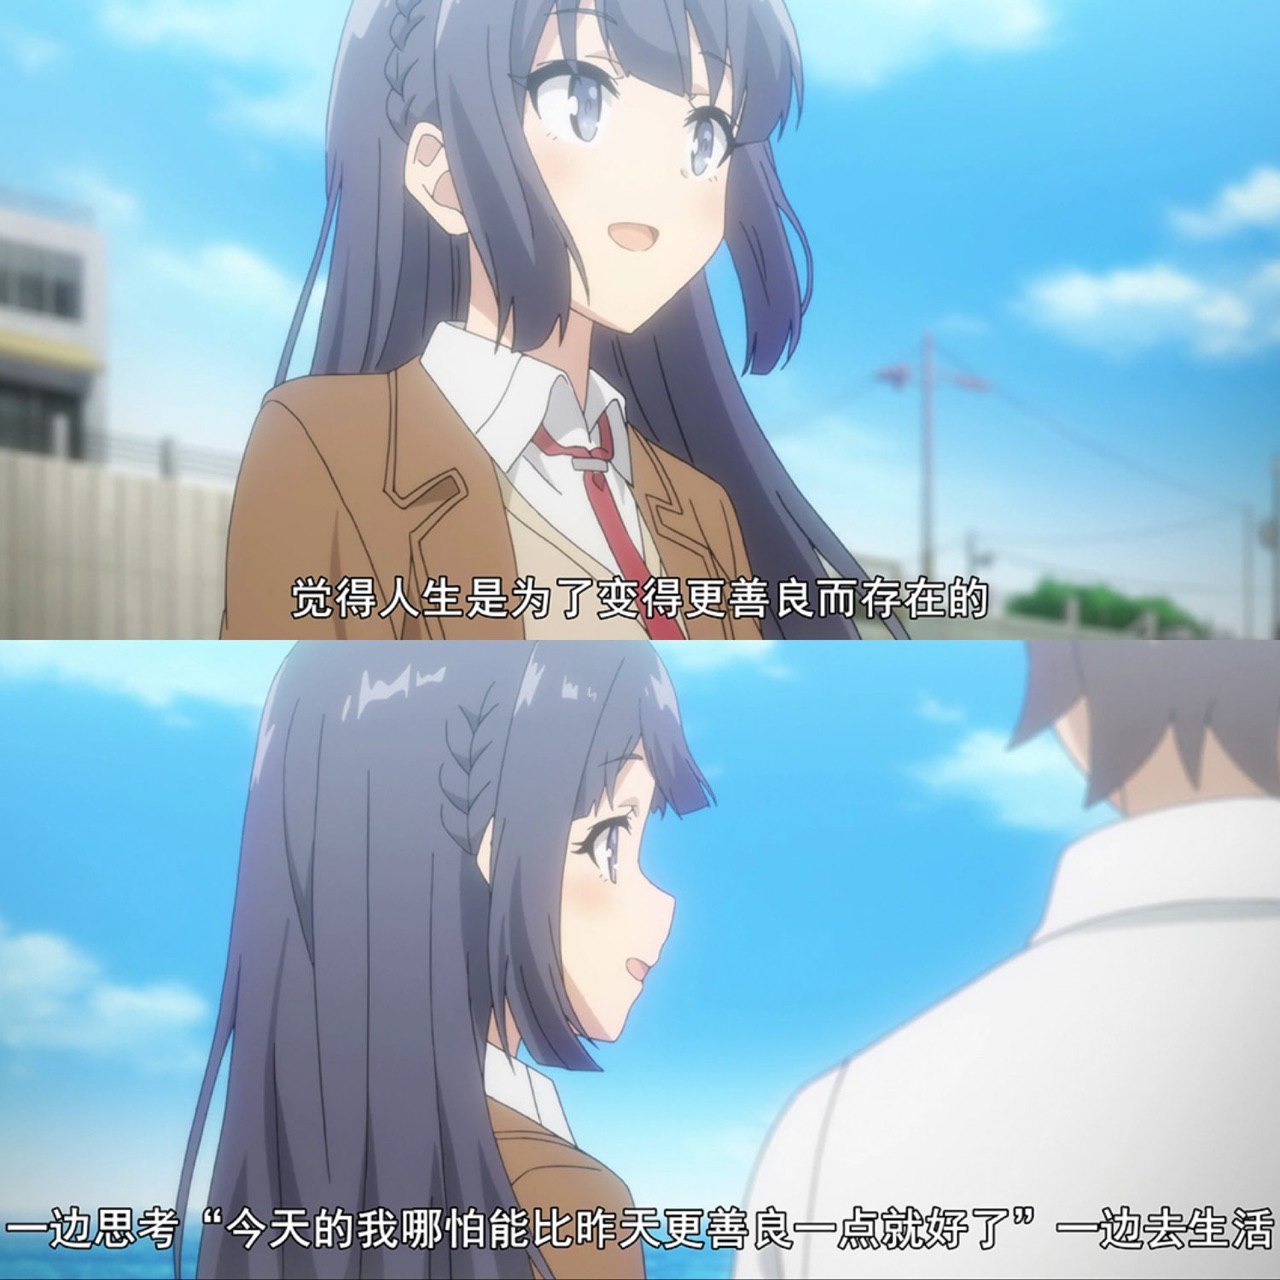 觉得人生是为了变得更善良而存在的
一边思考“今天的我哪怕能比昨天更善良一点就好了”一边去生活